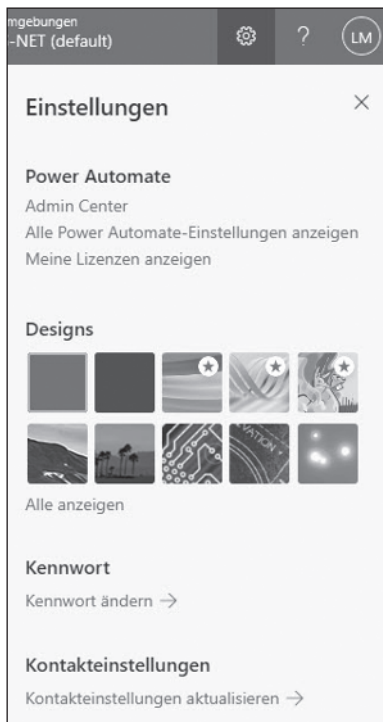 mgebungen
-NET (default)
?
LM
Einstellungen
Power Automate
Admin Center
Alle Power Automate-Einstellungen anzeigen
Meine Lizenzen anzeigen
Designs
VATION
Alle anzeigen
Kennwort
Kennwort ändern →
Kontakteinstellungen
Kontakteinstellungen aktualisieren →